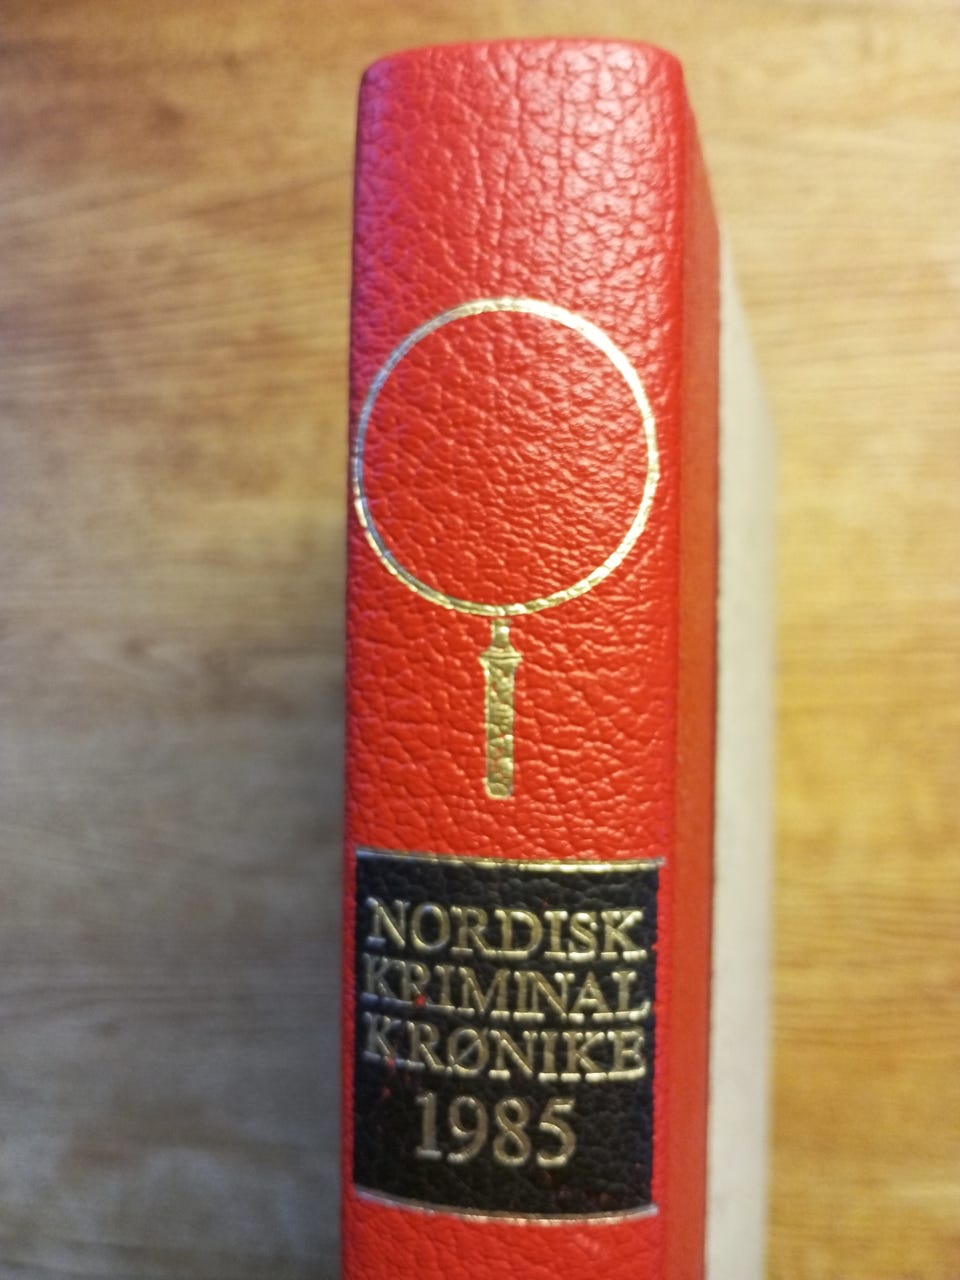 NORDISK
KRIMINAL
KRØNIKE
1985